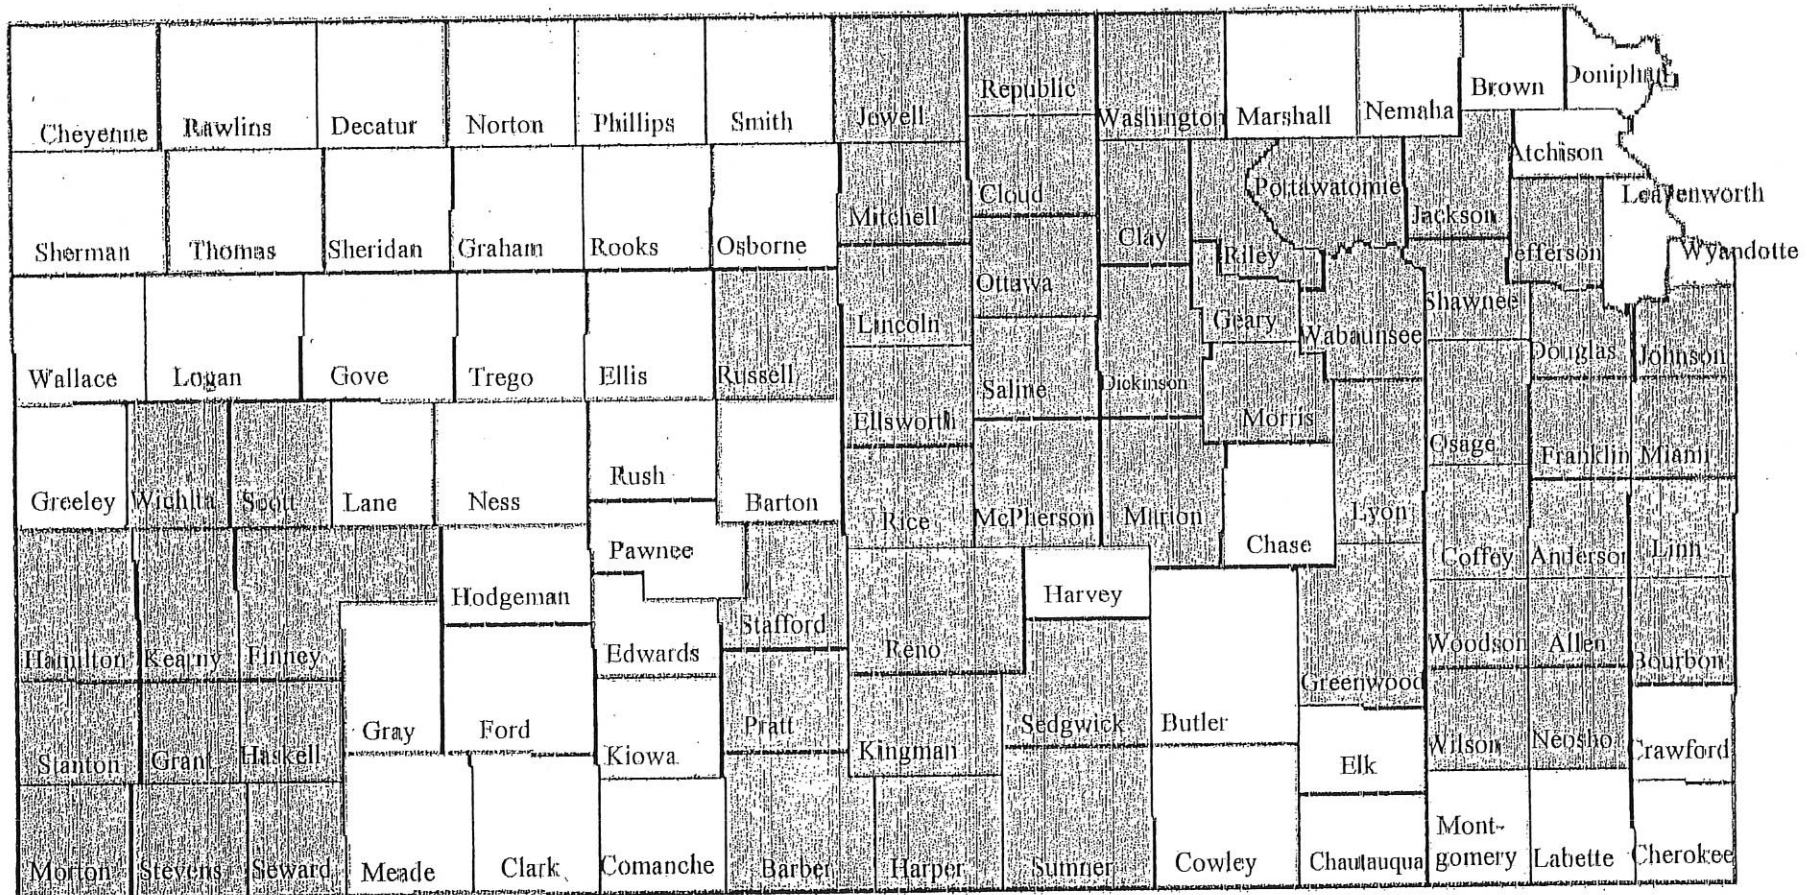 Cheyenne Rawlins Decatur Norton Phillips Smith Jewell Republic Washington Marshall Nemaha Brown Doniphan
Atchison
Sherman Thomas Sheridan Graham Rooks Osborne Mitchell Cloud Clay Riley Pottawatomie Jackson Jefferson Leavenworth Wyandotte
Wallace Logan Gove Trego Ellis Russell Lincoln Ottawa Geary Wabaunsee Shawnee Douglas Johnson
Ellsworth Saline Dickinson Morris Osage Franklin Miami
Greeley Wichita Scott Lane Ness Rush Barton Rice McPherson Marion Chase Lyon Coffey Anderson Linn
Pawnee
Hamilton Kearny Finney Hodgeman Edwards Stafford Reno Harvey Greenwood Woodson Allen Bourbon
Stanton Grant Haskell Gray Ford Kiowa Pratt Kingman Sedgwick Butler Elk Wilson Neosho Crawford
Morton Stevens Seward Meade Clark Comanche Barber Harper Sumner Cowley Chautauqua
Mont-
gomery Labette Cherokee